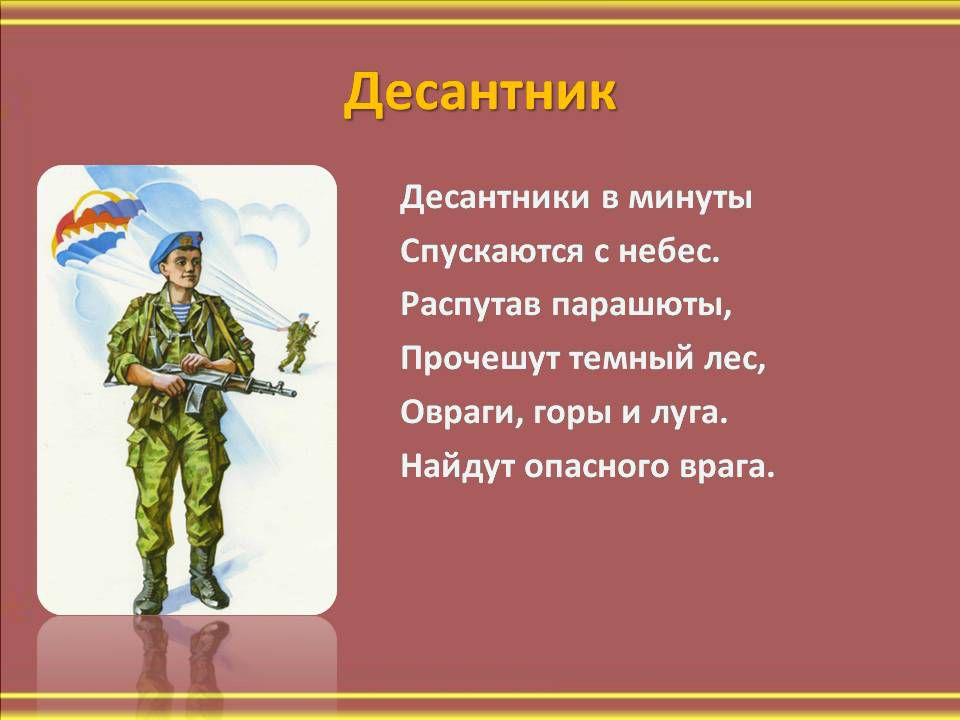 Десантник
Десантники в минуты
Спускаются с небес.
Распутав парашюты,
Прочешут темный лес,
Овраги, горы и луга.
Найдут опасного врага.